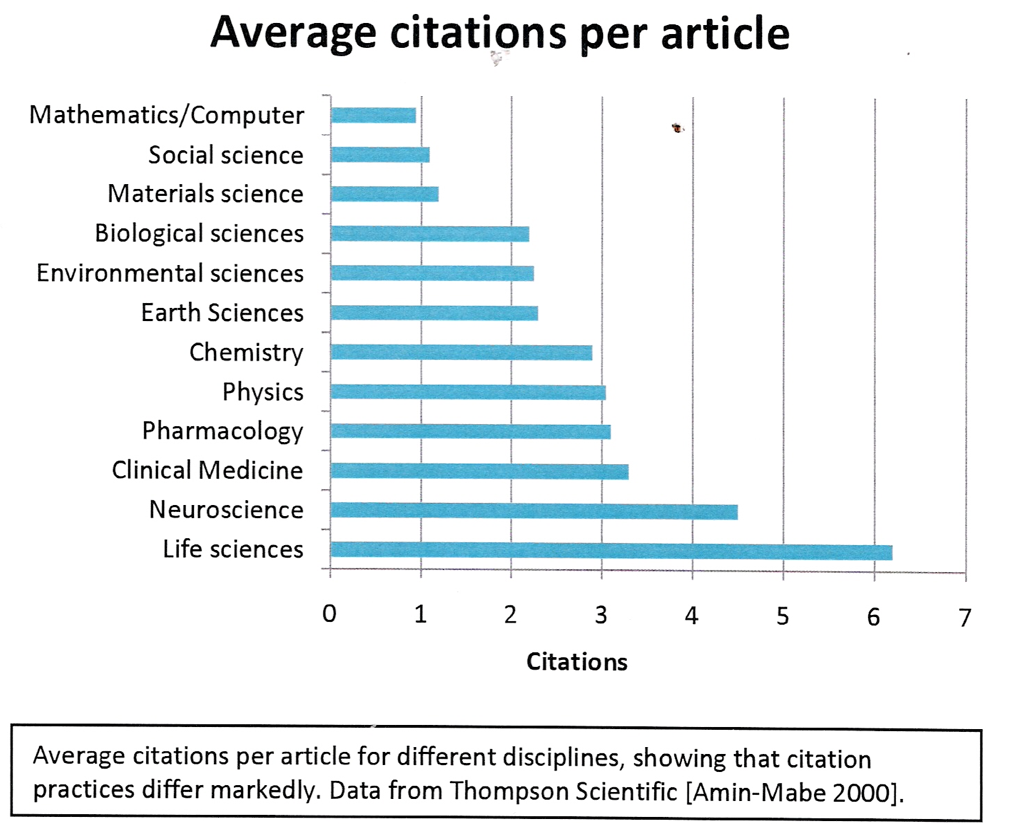 Average citations per article
Mathematics/Computer
Social science
Materials science
Biological sciences
Environmental sciences
Earth Sciences
Chemistry
Physics
Pharmacology
Clinical Medicine
Neuroscience
Life sciences
0 1 2 3 4 5 6 7
Citations
Average citations per article for different disciplines, showing that citation
practices differ markedly. Data from Thompson Scientific [Amin-Mabe 2000].